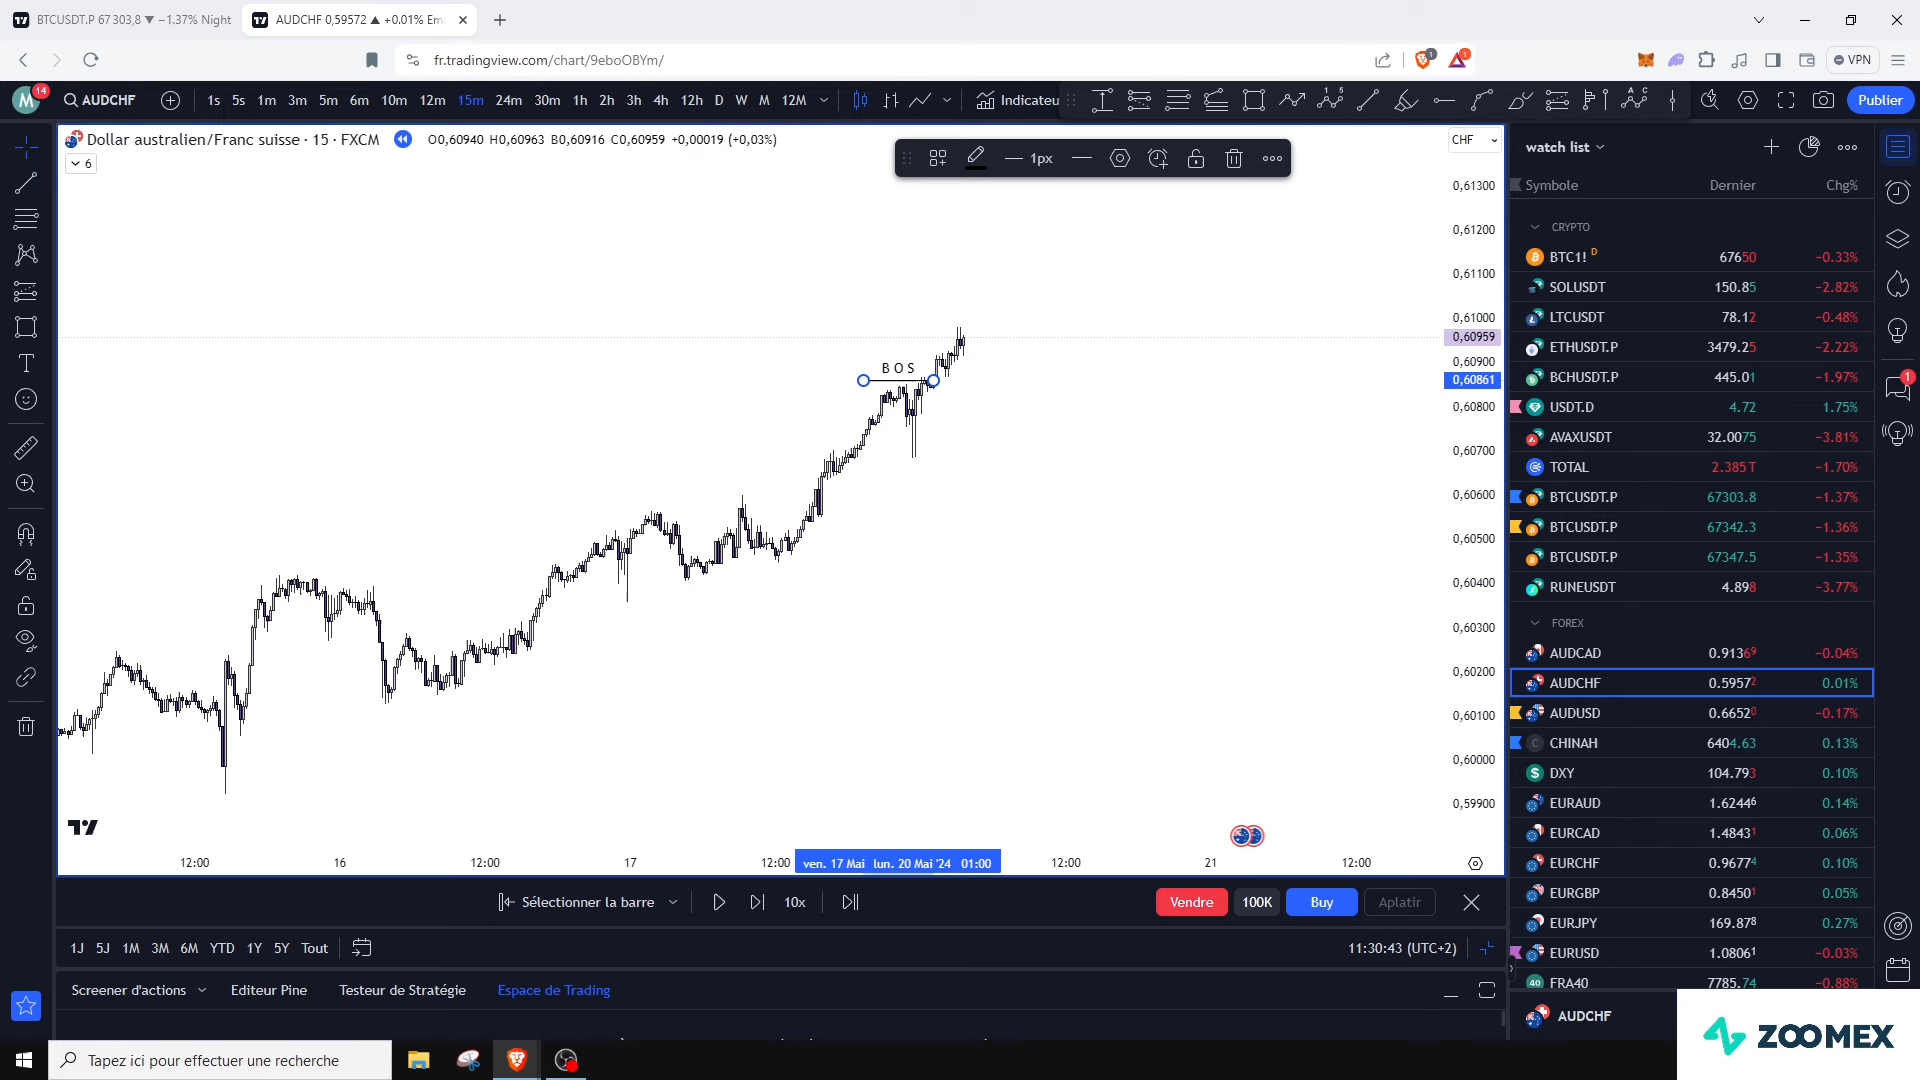 BTCUSDT.P 67 303,8 ▼ −1.37% Night
AUDCHF 0,59572 ▲ +0.01% Em
fr.tradingview.com/chart/9eboOBYm/
VPN
M 14
AUDCHF
1s 5s 1m 3m 5m 6m 10m 12m 15m 24m 30m 1h 2h 3h 4h 12h D W M 12M
Indicateu
Publier
Dollar australien/Franc suisse · 15 · FXCM
O0,60940 H0,60963 B0,60916 C0,60959 +0,00019 (+0,03%)
6
1px
CHF
0,61300
0,61200
0,61100
0,61000
0,60959
0,60900
0,60861
0,60800
0,60700
0,60600
0,60500
0,60400
0,60300
0,60200
0,60100
0,60000
0,59900
B O S
12:00 16 12:00 17 12:00 ven. 17 Mai lun. 20 Mai '24 01:00 12:00 21 12:00
Sélectionner la barre
10x
Vendre 100K Buy Aplatir
1J 5J 1M 3M 6M YTD 1Y 5Y Tout
11:30:43 (UTC+2)
Screener d'actions Editeur Pine Testeur de Stratégie Espace de Trading
watch list
Symbole Dernier Chg%
CRYPTO
BTC1! D 67650 −0.33%
SOLUSDT 150.85 −2.82%
LTCUSDT 78.12 −0.48%
ETHUSDT.P 3479.25 −2.22%
BCHUSDT.P 445.01 −1.97%
USDT.D 4.72 1.75%
AVAXUSDT 32.0075 −3.81%
TOTAL 2.385T −1.70%
BTCUSDT.P 67303.8 −1.37%
BTCUSDT.P 67342.3 −1.36%
BTCUSDT.P 67347.5 −1.35%
RUNEUSDT 4.898 −3.77%
FOREX
AUDCAD 0.91369 −0.04%
AUDCHF 0.59572 0.01%
AUDUSD 0.66520 −0.17%
CHINAH 6404.63 0.13%
DXY 104.793 0.10%
EURAUD 1.62446 0.14%
EURCAD 1.48431 0.06%
EURCHF 0.96774 0.10%
EURGBP 0.84501 0.05%
EURJPY 169.878 0.27%
EURUSD 1.08061 −0.03%
FRA40 7785.74 −0.88%
AUDCHF
Tapez ici pour effectuer une recherche
ZOOMEX